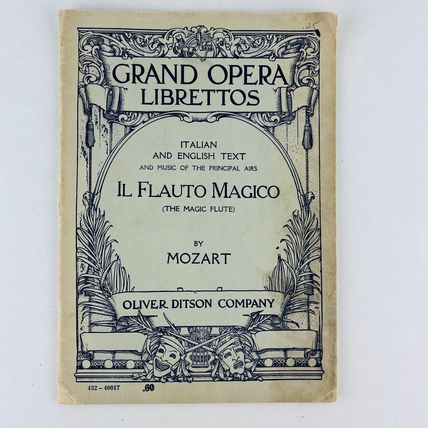 GRAND OPERA
LIBRETTOS
ITALIAN
AND ENGLISH TEXT
AND MUSIC OF THE PRINCIPAL AIRS
IL FLAUTO MAGICO
(THE MAGIC FLUTE)
BY
MOZART
OLIVER DITSON COMPANY
432-40017 .60